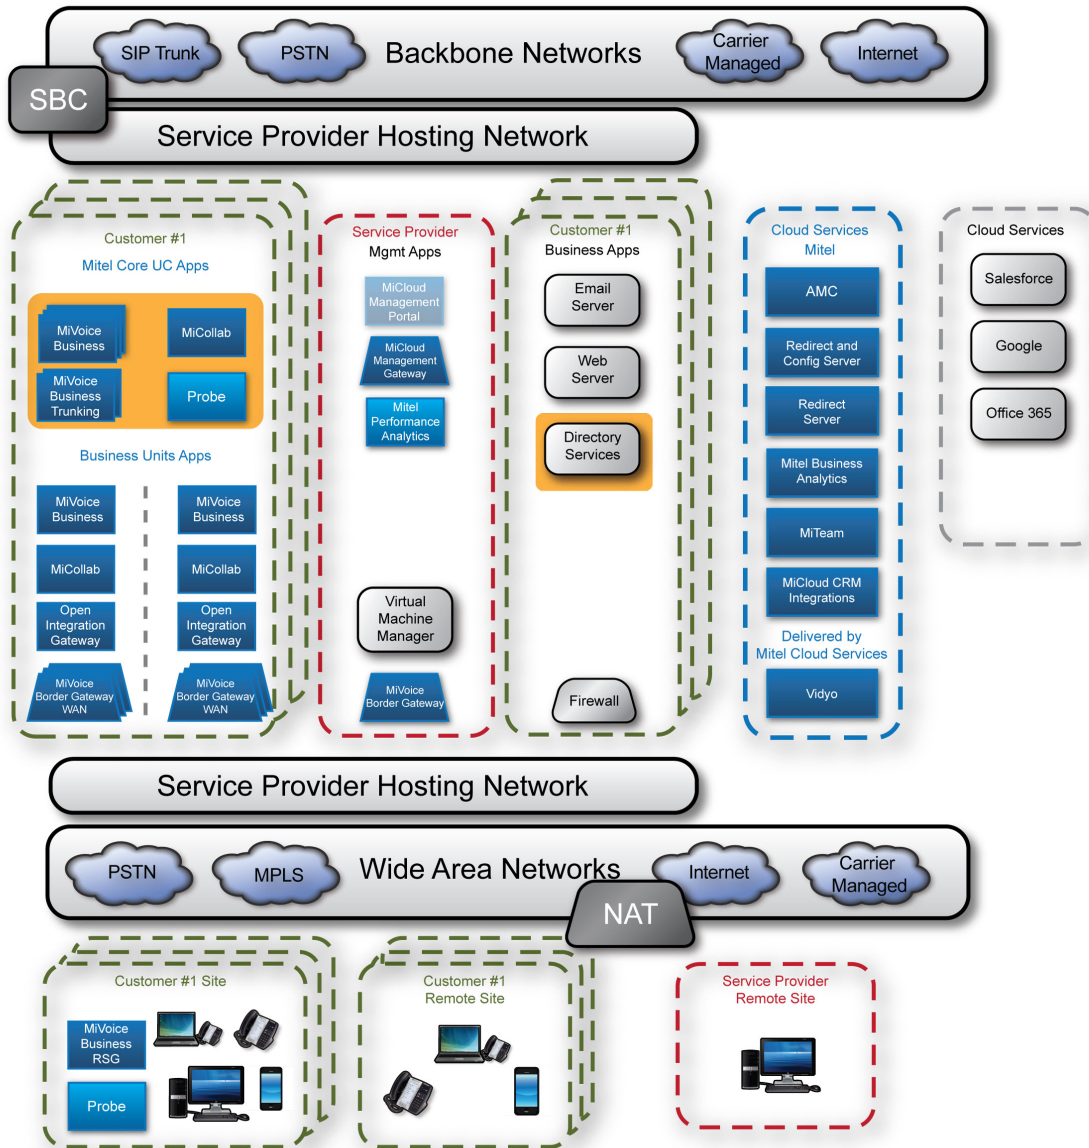 SIP Trunk
PSTN
Backbone Networks
Carrier
Managed
Internet
SBC
Service Provider Hosting Network
Customer #1
Mitel Core UC Apps
MiVoice
Business
MiCollab
MiVoice
Business
Trunking
Probe
Business Units Apps
MiVoice
Business
MiVoice
Business
MiCollab
MiCollab
Open
Integration
Gateway
Open
Integration
Gateway
MiVoice
Border Gateway
WAN
MiVoice
Border Gateway
WAN
Service Provider
Mgmt Apps
MiCloud
Management
Portal
MiCloud
Management
Gateway
Mitel
Performance
Analytics
Virtual
Machine
Manager
MiVoice
Border Gateway
Customer #1
Business Apps
Email
Server
Web
Server
Directory
Services
Firewall
Cloud Services
Mitel
AMC
Redirect and
Config Server
Redirect
Server
Mitel Business
Analytics
MiTeam
MiCloud CRM
Integrations
Delivered by
Mitel Cloud Services
Vidyo
Cloud Services
Salesforce
Google
Office 365
Service Provider Hosting Network
PSTN
MPLS
Wide Area Networks
Internet
Carrier
Managed
NAT
Customer #1 Site
MiVoice
Business
RSG
Probe
Customer #1
Remote Site
Service Provider
Remote Site